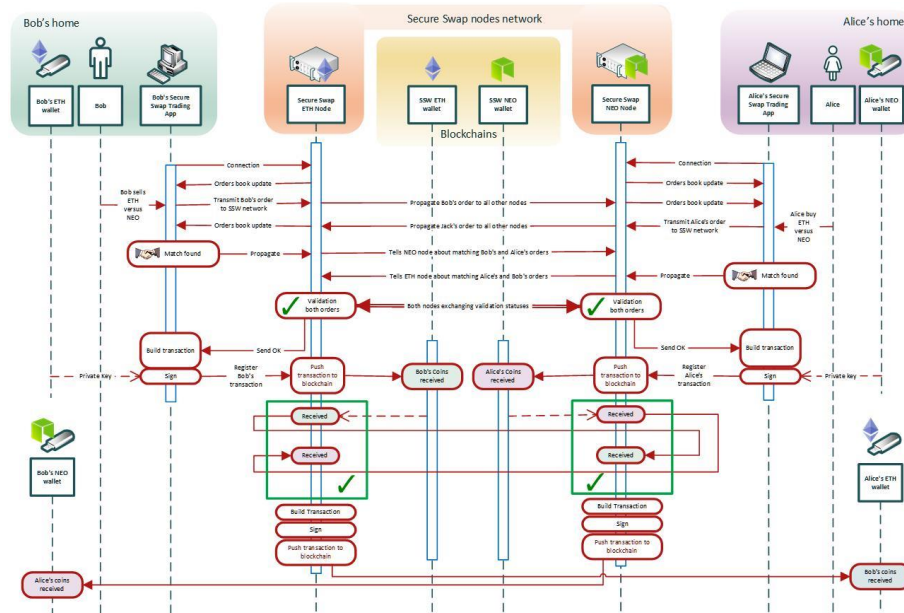 Bob's home
Secure Swap nodes network
Alice's home
Bob's ETH
wallet
Bob
Bob's Secure
Swap Trading
App
Secure Swap
ETH Node
SSW ETH
wallet
SSW NEO
wallet
Secure Swap
NEO Node
Alice's Secure
Swap Trading
App
Alice
Alice's NEO
wallet
Blockchains
Connection
Connection
Orders book update
Orders book update
Bob sells
ETH
versus
NEO
Transmit Bob's order
to SSW network
Propagate Bob's order to all other nodes
Orders book update
Orders book update
Propagate Jack's order to all other nodes
Transmit Alice's order
to SSW network
Alice buy
ETH
versus
NEO
Match found
Propagate
Tells NEO node about matching Bob's and Alice's orders
Tells ETH node about matching Alice's and Bob's orders
Propagate
Match found
Validation
both orders
Both nodes exchanging validation statuses
Validation
both orders
Build transaction
Send OK
Send OK
Build transaction
Private Key
Sign
Register
Bob's
transaction
Push
transaction to
blockchain
Bob's Coins
received
Alice's Coins
received
Push
transaction to
blockchain
Register
Alice's
transaction
Sign
Private key
Received
Received
Received
Received
Bob's NEO
wallet
Alice's ETH
wallet
Build Transaction
Sign
Push transaction to
blockchain
Build Transaction
Sign
Push transaction to
blockchain
Alice's coins
received
Bob's coins
received